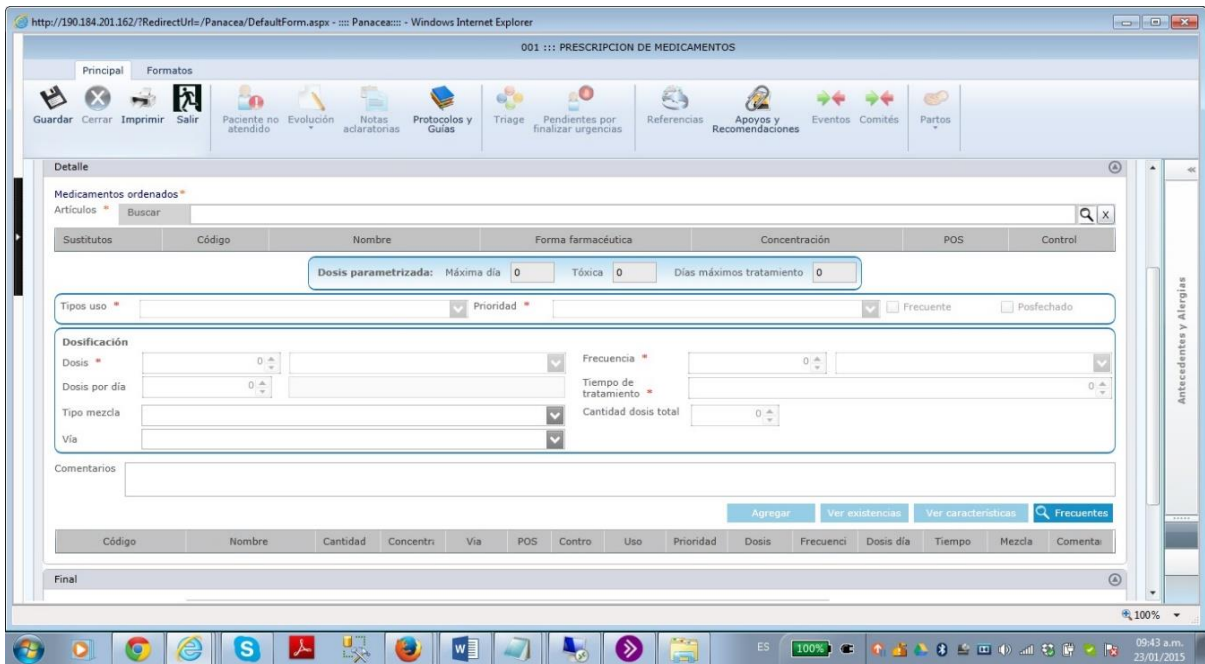 http://190.184.201.162/?RedirectUrl=/Panacea/DefaultForm.aspx - :::: Panacea:::: - Windows Internet Explorer
001 ::: PRESCRIPCION DE MEDICAMENTOS
Principal Formatos
Guardar Cerrar Imprimir Salir Paciente no atendido Evolución Notas aclaratorias Protocolos y Guías Triage Pendientes por finalizar urgencias Referencias Apoyos y Recomendaciones Eventos Comités Partos
Detalle
Medicamentos ordenados *
Artículos * Buscar X
Sustitutos Código Nombre Forma farmacéutica Concentración POS Control
Dosis parametrizada: Máxima día 0 Tóxica 0 Días máximos tratamiento 0
Tipos uso * Prioridad * Frecuente Posfechado
Dosificación
Dosis * 0 Frecuencia * 0
Dosis por día 0 Tiempo de tratamiento * 0
Tipo mezcla Cantidad dosis total 0
Vía
Comentarios
Agregar Ver existencias Ver características Frecuentes
Código Nombre Cantidad Concentra Via POS Contro Uso Prioridad Dosis Frecuenci Dosis día Tiempo Mezcla Comenta
Final
Antecedentes y Alergias
100%
ES 100% 09:43 a.m.
23/01/2015